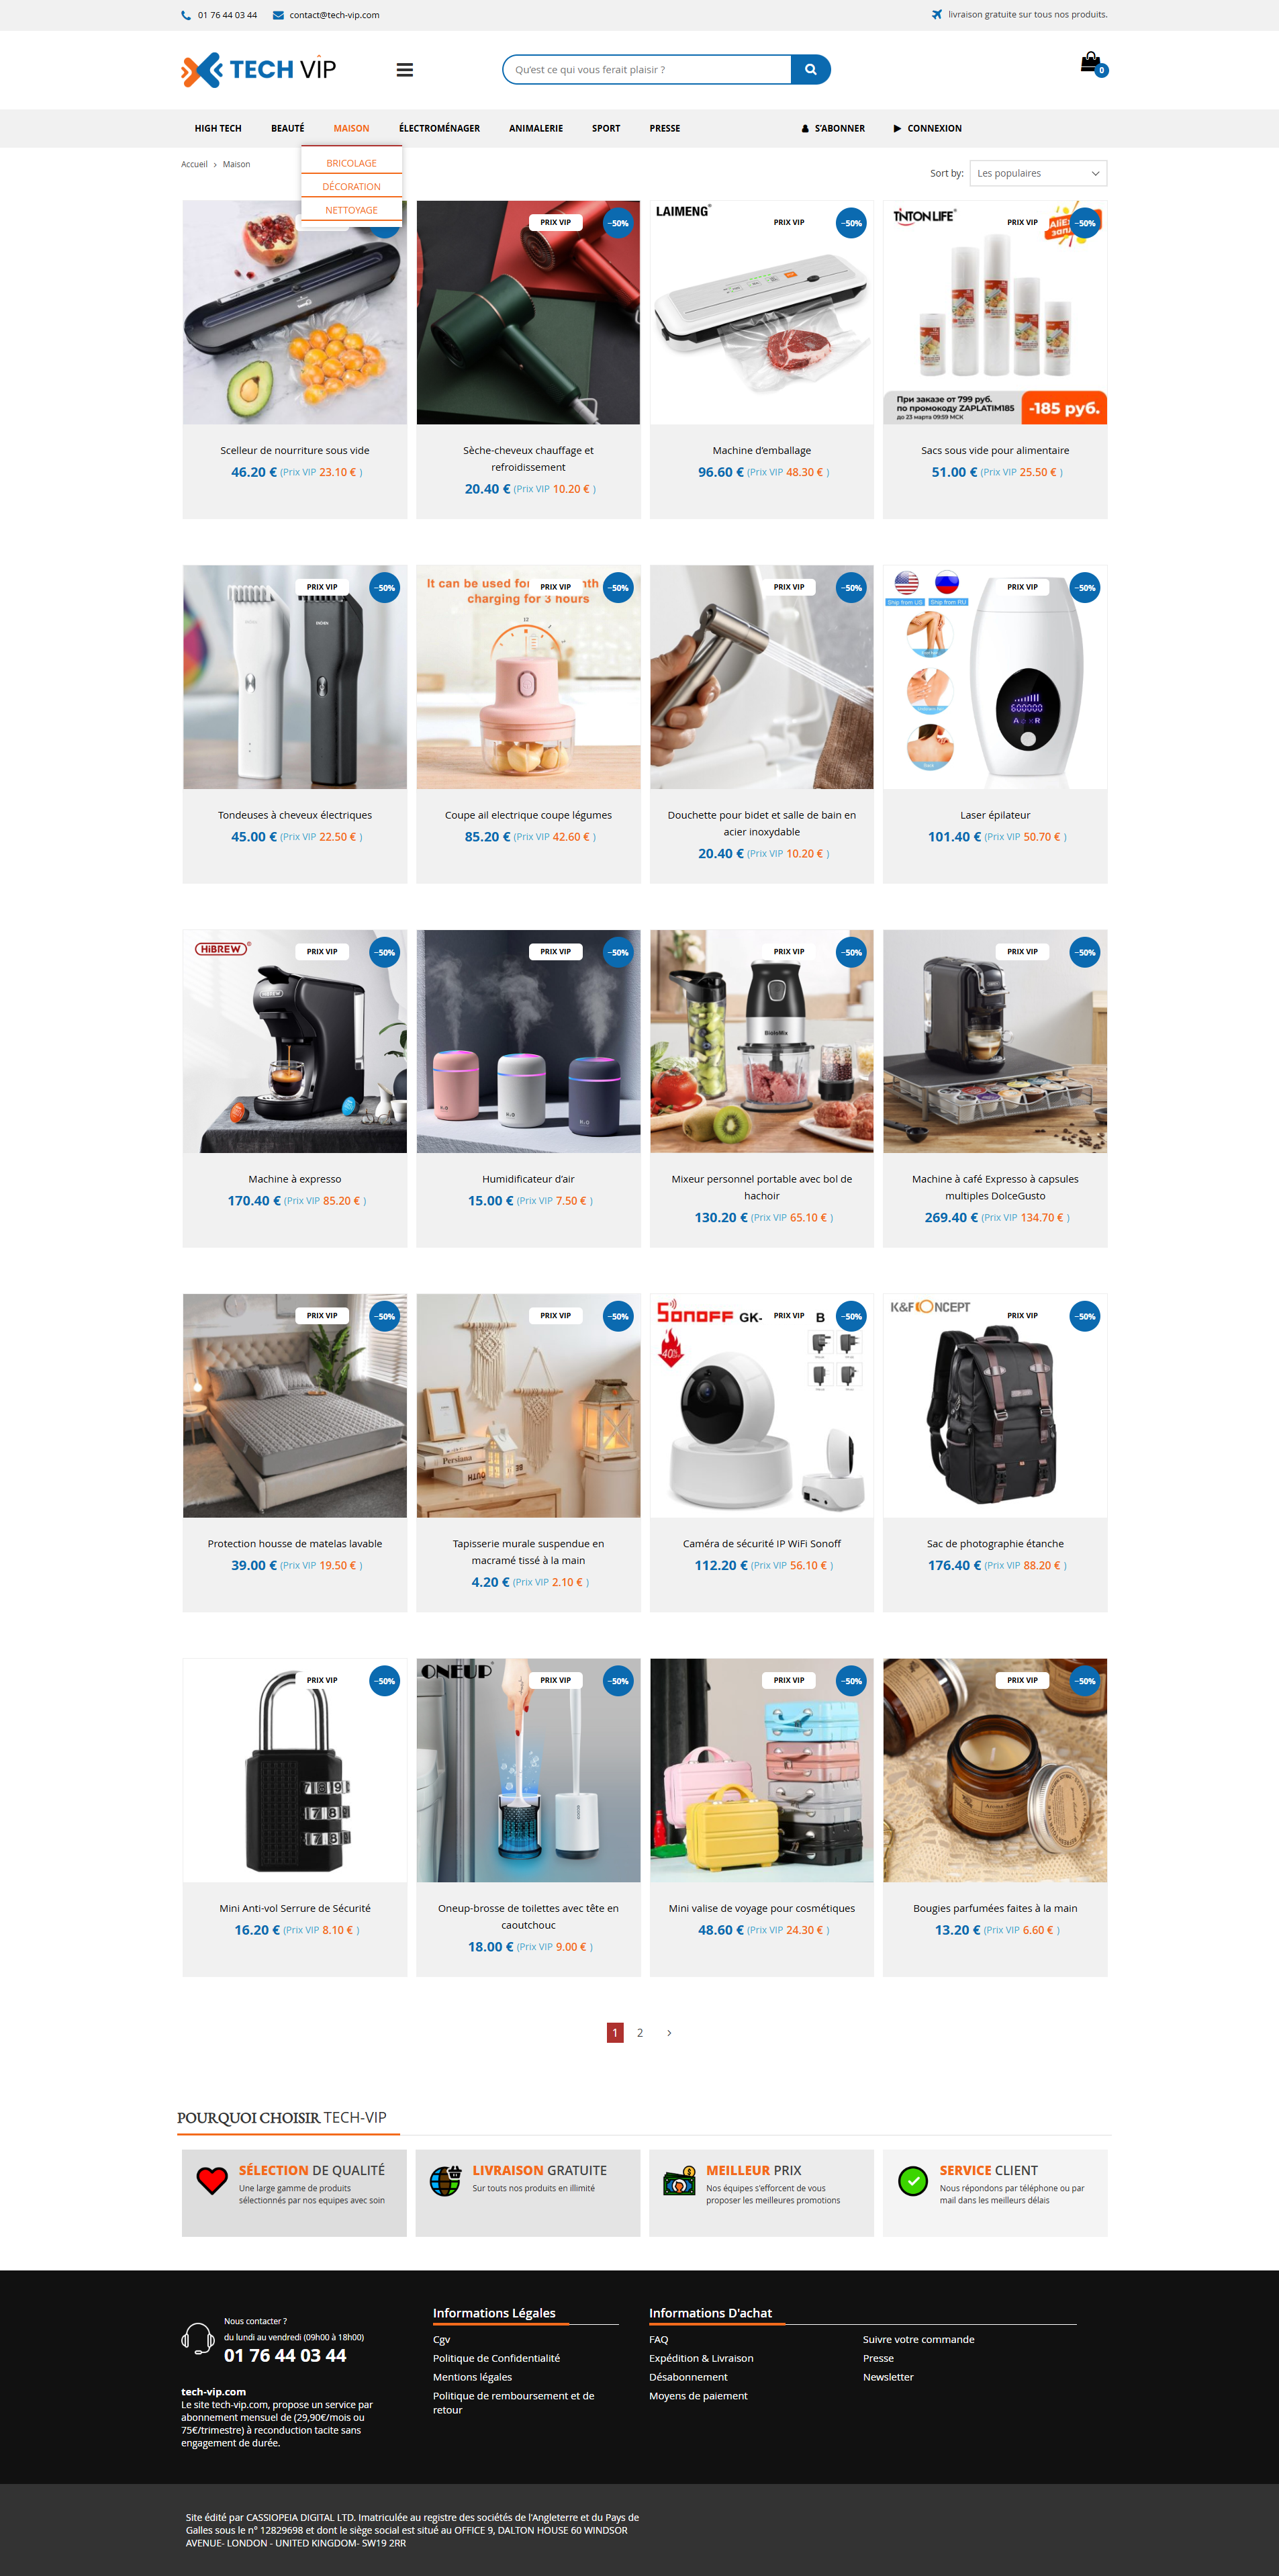 01 76 44 03 44 contact@tech-vip.com livraison gratuite sur tous nos produits.
TECH VIP
Qu'est ce qui vous ferait plaisir ?
0
HIGH TECH BEAUTÉ MAISON ÉLECTROMÉNAGER ANIMALERIE SPORT PRESSE S'ABONNER CONNEXION
BRICOLAGE
DÉCORATION
NETTOYAGE
Accueil › Maison
Sort by: Les populaires
PRIX VIP -50%
LAIMENG
PRIX VIP -50%
TINTON LIFE
PRIX VIP -50%
При заказе от 799 руб.
по промокоду ZAPLATIM185
до 23 марта 09:59 МСК
-185 руб.
Scelleur de nourriture sous vide
46.20 € (Prix VIP 23.10 € )
Sèche-cheveux chauffage et
refroidissement
20.40 € (Prix VIP 10.20 € )
Machine d'emballage
96.60 € (Prix VIP 48.30 € )
Sacs sous vide pour alimentaire
51.00 € (Prix VIP 25.50 € )
PRIX VIP -50%
It can be used for
charging for 3 hours
PRIX VIP -50%
PRIX VIP -50%
PRIX VIP -50%
Ship from US Ship from RU
600000
Tondeuses à cheveux électriques
45.00 € (Prix VIP 22.50 € )
Coupe ail electrique coupe légumes
85.20 € (Prix VIP 42.60 € )
Douchette pour bidet et salle de bain en
acier inoxydable
20.40 € (Prix VIP 10.20 € )
Laser épilateur
101.40 € (Prix VIP 50.70 € )
HiBREW
PRIX VIP -50%
PRIX VIP -50%
H2O
H2O
H2O
PRIX VIP -50%
BioloMix
PRIX VIP -50%
Machine à expresso
170.40 € (Prix VIP 85.20 € )
Humidificateur d'air
15.00 € (Prix VIP 7.50 € )
Mixeur personnel portable avec bol de
hachoir
130.20 € (Prix VIP 65.10 € )
Machine à café Expresso à capsules
multiples DolceGusto
269.40 € (Prix VIP 134.70 € )
PRIX VIP -50%
PRIX VIP -50%
Persiana
SONOFF GK- B
40%
PRIX VIP -50%
K&F CONCEPT
PRIX VIP -50%
Protection housse de matelas lavable
39.00 € (Prix VIP 19.50 € )
Tapisserie murale suspendue en
macramé tissé à la main
4.20 € (Prix VIP 2.10 € )
Caméra de sécurité IP WiFi Sonoff
112.20 € (Prix VIP 56.10 € )
Sac de photographie étanche
176.40 € (Prix VIP 88.20 € )
PRIX VIP -50%
ONEUP
PRIX VIP -50%
PRIX VIP -50%
PRIX VIP -50%
Mini Anti-vol Serrure de Sécurité
16.20 € (Prix VIP 8.10 € )
Oneup-brosse de toilettes avec tête en
caoutchouc
18.00 € (Prix VIP 9.00 € )
Mini valise de voyage pour cosmétiques
48.60 € (Prix VIP 24.30 € )
Bougies parfumées faites à la main
13.20 € (Prix VIP 6.60 € )
1 2 ›
POURQUOI CHOISIR TECH-VIP
SÉLECTION DE QUALITÉ
Une large gamme de produits
sélectionnés par nos equipes avec soin
LIVRAISON GRATUITE
Sur touts nos produits en illimité
MEILLEUR PRIX
Nos équipes s'efforcent de vous
proposer les meilleures promotions
SERVICE CLIENT
Nous répondons par téléphone ou par
mail dans les meilleurs délais
Nous contacter ?
du lundi au vendredi (09h00 à 18h00)
01 76 44 03 44
tech-vip.com
Le site tech-vip.com, propose un service par
abonnement mensuel de (29,90€/mois ou
75€/trimestre) à reconduction tacite sans
engagement de durée.
Informations Légales
Cgv
Politique de Confidentialité
Mentions légales
Politique de remboursement et de
retour
Informations D'achat
FAQ
Expédition & Livraison
Désabonnement
Moyens de paiement
Suivre votre commande
Presse
Newsletter
Site édité par CASSIOPEIA DIGITAL LTD. Imatriculée au registre des sociétés de l'Angleterre et du Pays de
Galles sous le n° 12829698 et dont le siège social est situé au OFFICE 9, DALTON HOUSE 60 WINDSOR
AVENUE- LONDON - UNITED KINGDOM- SW19 2RR